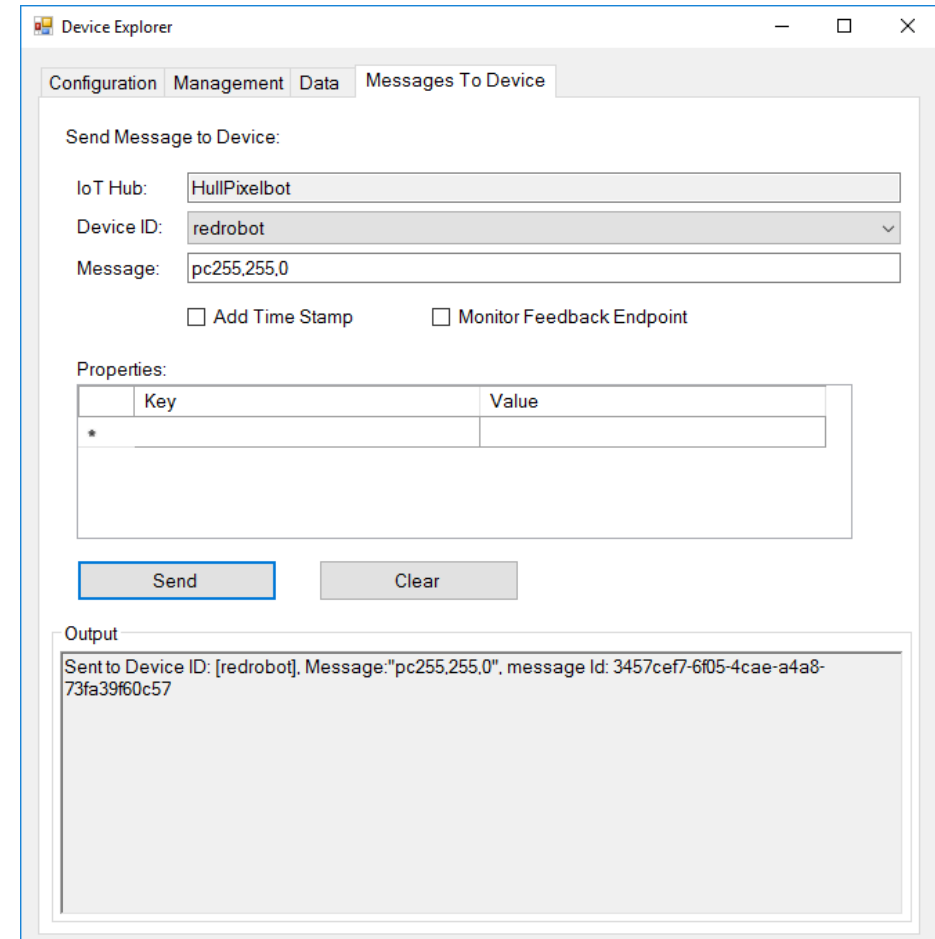 Device Explorer
Configuration Management Data Messages To Device
Send Message to Device:
IoT Hub: HullPixelbot
Device ID: redrobot
Message: pc255,255,0
Add Time Stamp Monitor Feedback Endpoint
Properties:
Key Value
*
Send Clear
Output
Sent to Device ID: [redrobot], Message:"pc255,255,0", message Id: 3457cef7-6f05-4cae-a4a8-
73fa39f60c57